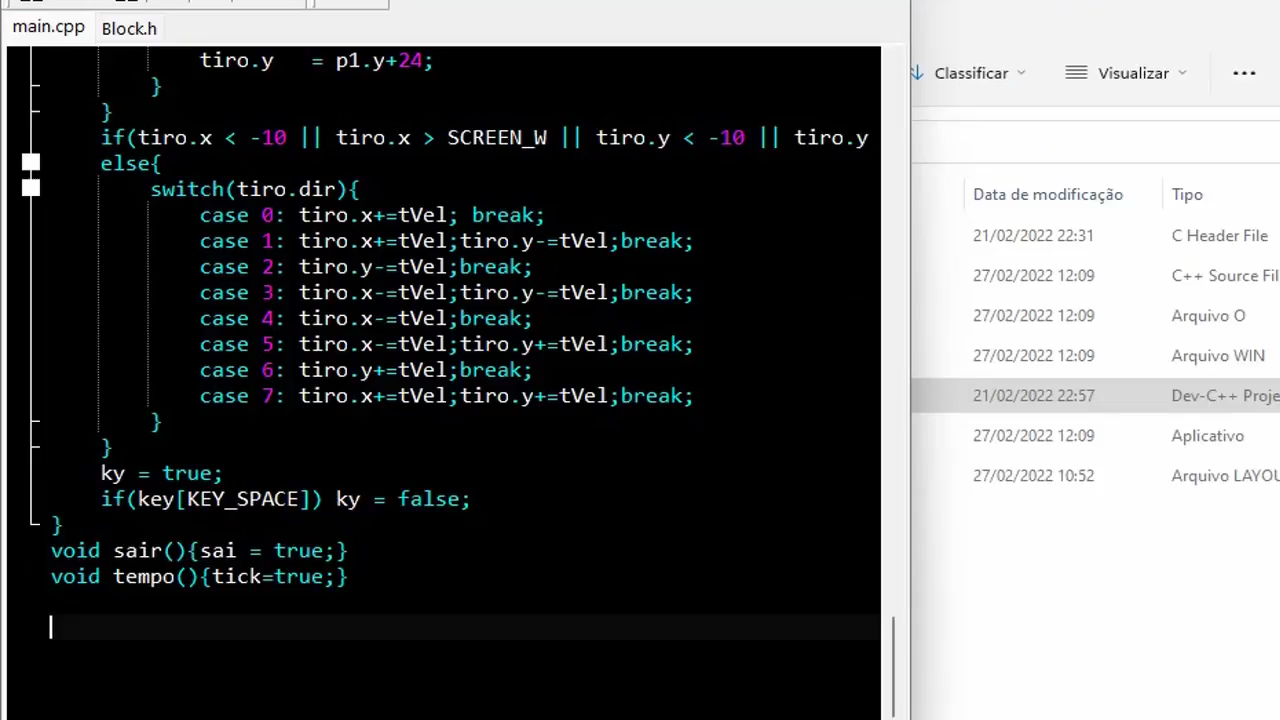 main.cpp Block.h
tiro.y = p1.y+24;
}
}
if(tiro.x < -10 || tiro.x > SCREEN_W || tiro.y < -10 || tiro.y
else{
switch(tiro.dir){
case 0: tiro.x+=tVel; break;
case 1: tiro.x+=tVel;tiro.y-=tVel;break;
case 2: tiro.y-=tVel;break;
case 3: tiro.x-=tVel;tiro.y-=tVel;break;
case 4: tiro.x-=tVel;break;
case 5: tiro.x-=tVel;tiro.y+=tVel;break;
case 6: tiro.y+=tVel;break;
case 7: tiro.x+=tVel;tiro.y+=tVel;break;
}
}
ky = true;
if(key[KEY_SPACE]) ky = false;
}
void sair(){sai = true;}
void tempo(){tick=true;}
Classificar Visualizar ...
Data de modificação Tipo
21/02/2022 22:31 C Header File
27/02/2022 12:09 C++ Source Fil
27/02/2022 12:09 Arquivo O
27/02/2022 12:09 Arquivo WIN
21/02/2022 22:57 Dev-C++ Proje
27/02/2022 12:09 Aplicativo
27/02/2022 10:52 Arquivo LAYOU